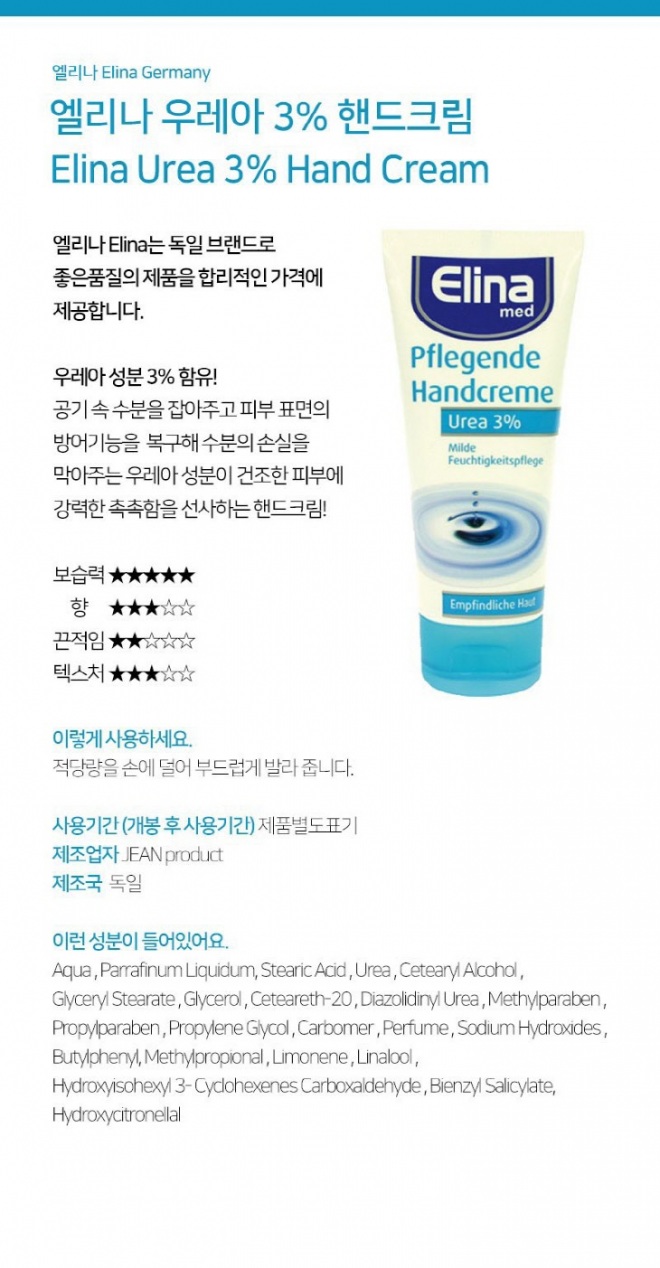 엘리나 Elina Germany
엘리나 우레아 3% 핸드크림
Elina Urea 3% Hand Cream
엘리나 Elina는 독일 브랜드로
좋은품질의 제품을 합리적인 가격에
제공합니다.
우레아 성분 3% 함유!
공기 속 수분을 잡아주고 피부 표면의
방어기능을 복구해 수분의 손실을
막아주는 우레아 성분이 건조한 피부에
강력한 촉촉함을 선사하는 핸드크림!
보습력 ★★★★★
향 ★★★☆☆
끈적임 ★★☆☆☆
텍스처 ★★★☆☆
Elina
med
Pflegende
Handcreme
Urea 3%
Milde
Feuchtigkeitspflege
Empfindliche Haut
이렇게 사용하세요.
적당량을 손에 덜어 부드럽게 발라 줍니다.
사용기간 (개봉 후 사용기간) 제품별도표기
제조업자 JEAN product
제조국 독일
이런 성분이 들어있어요.
Aqua , Parrafinum Liquidum, Stearic Acid , Urea , Cetearyl Alcohol ,
Glyceryl Stearate , Glycerol , Ceteareth-20 , Diazolidinyl Urea , Methylparaben ,
Propylparaben , Propylene Glycol , Carbomer , Perfume , Sodium Hydroxides ,
Butylphenyl, Methylpropional , Limonene , Linalool ,
Hydroxyisohexyl 3- Cyclohexenes Carboxaldehyde , Bienzyl Salicylate,
Hydroxycitronellal